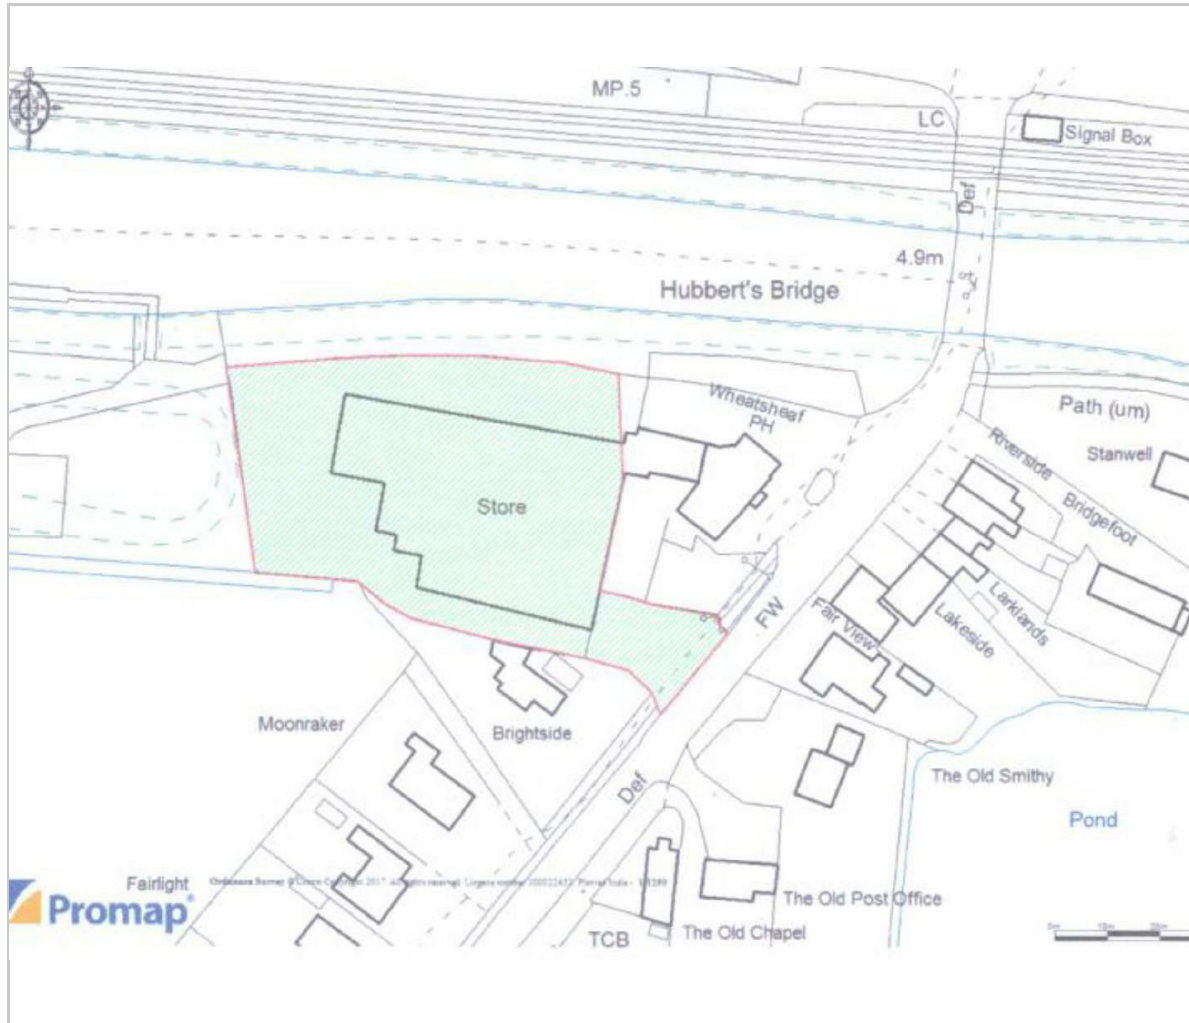 MP.5
LC
Signal Box
Def
4.9m
Hubbert's Bridge
Wheatsheaf
PH
Path (um)
Riverside
Stanwell
Bridgefoot
Store
Larklands
Lakeside
FW
Fair View
Moonraker
Brightside
Def
The Old Smithy
Pond
Fairlight
Promap
The Old Post Office
TCB
The Old Chapel